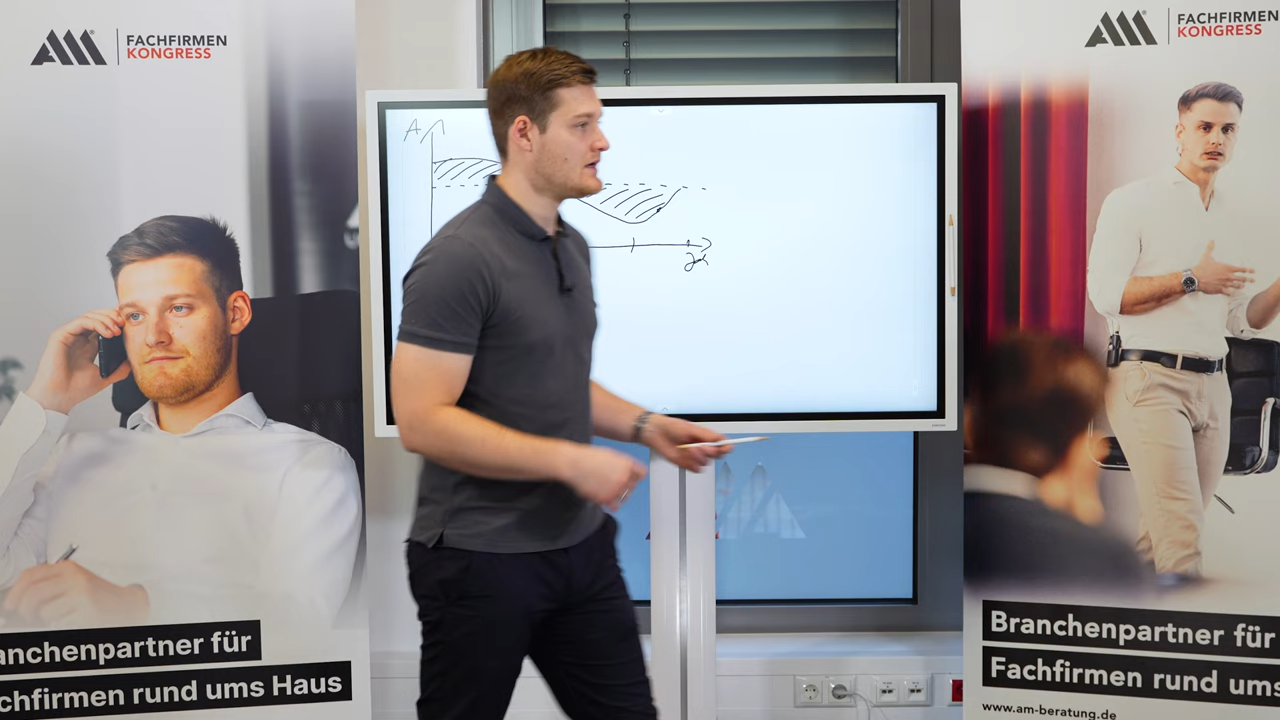 FACHFIRMEN
KONGRESS
anchenpartner für
chfirmen rund ums Haus
A
FACHFIRMEN
KONGRESS
Branchenpartner für
Fachfirmen rund ums
www.am-beratung.de